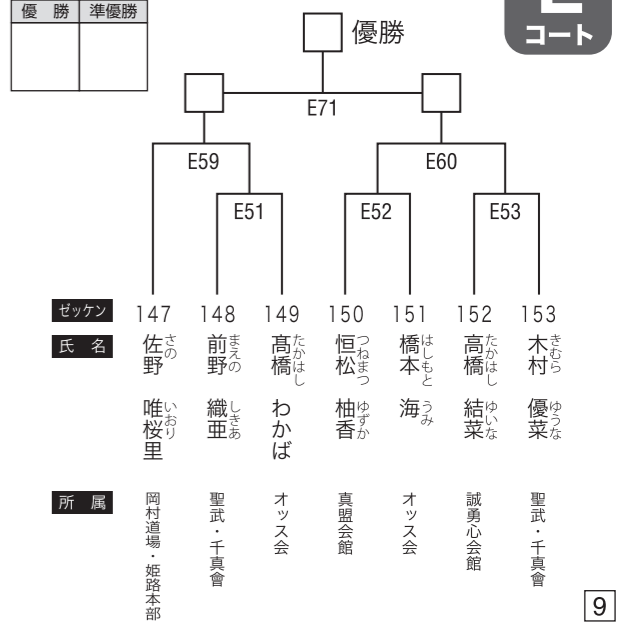 優 勝 準優勝
優勝
コート
E71
E59
E60
E51
E52
E53
ゼッケン 147 148 149 150 151 152 153
氏 名
佐野 唯桜里
さの いおり
前野 織亜
まえの しきあ
髙橋 わかば
たかはし
恒松 柚香
つねまつ ゆずか
橋本 海
はしもと うみ
高橋 結菜
たかはし ゆいな
木村 優菜
きむら ゆうな
所 属
岡村道場・姫路本部
聖武・千真會
オッス会
真盟会館
オッス会
誠勇心会館
聖武・千真會
9